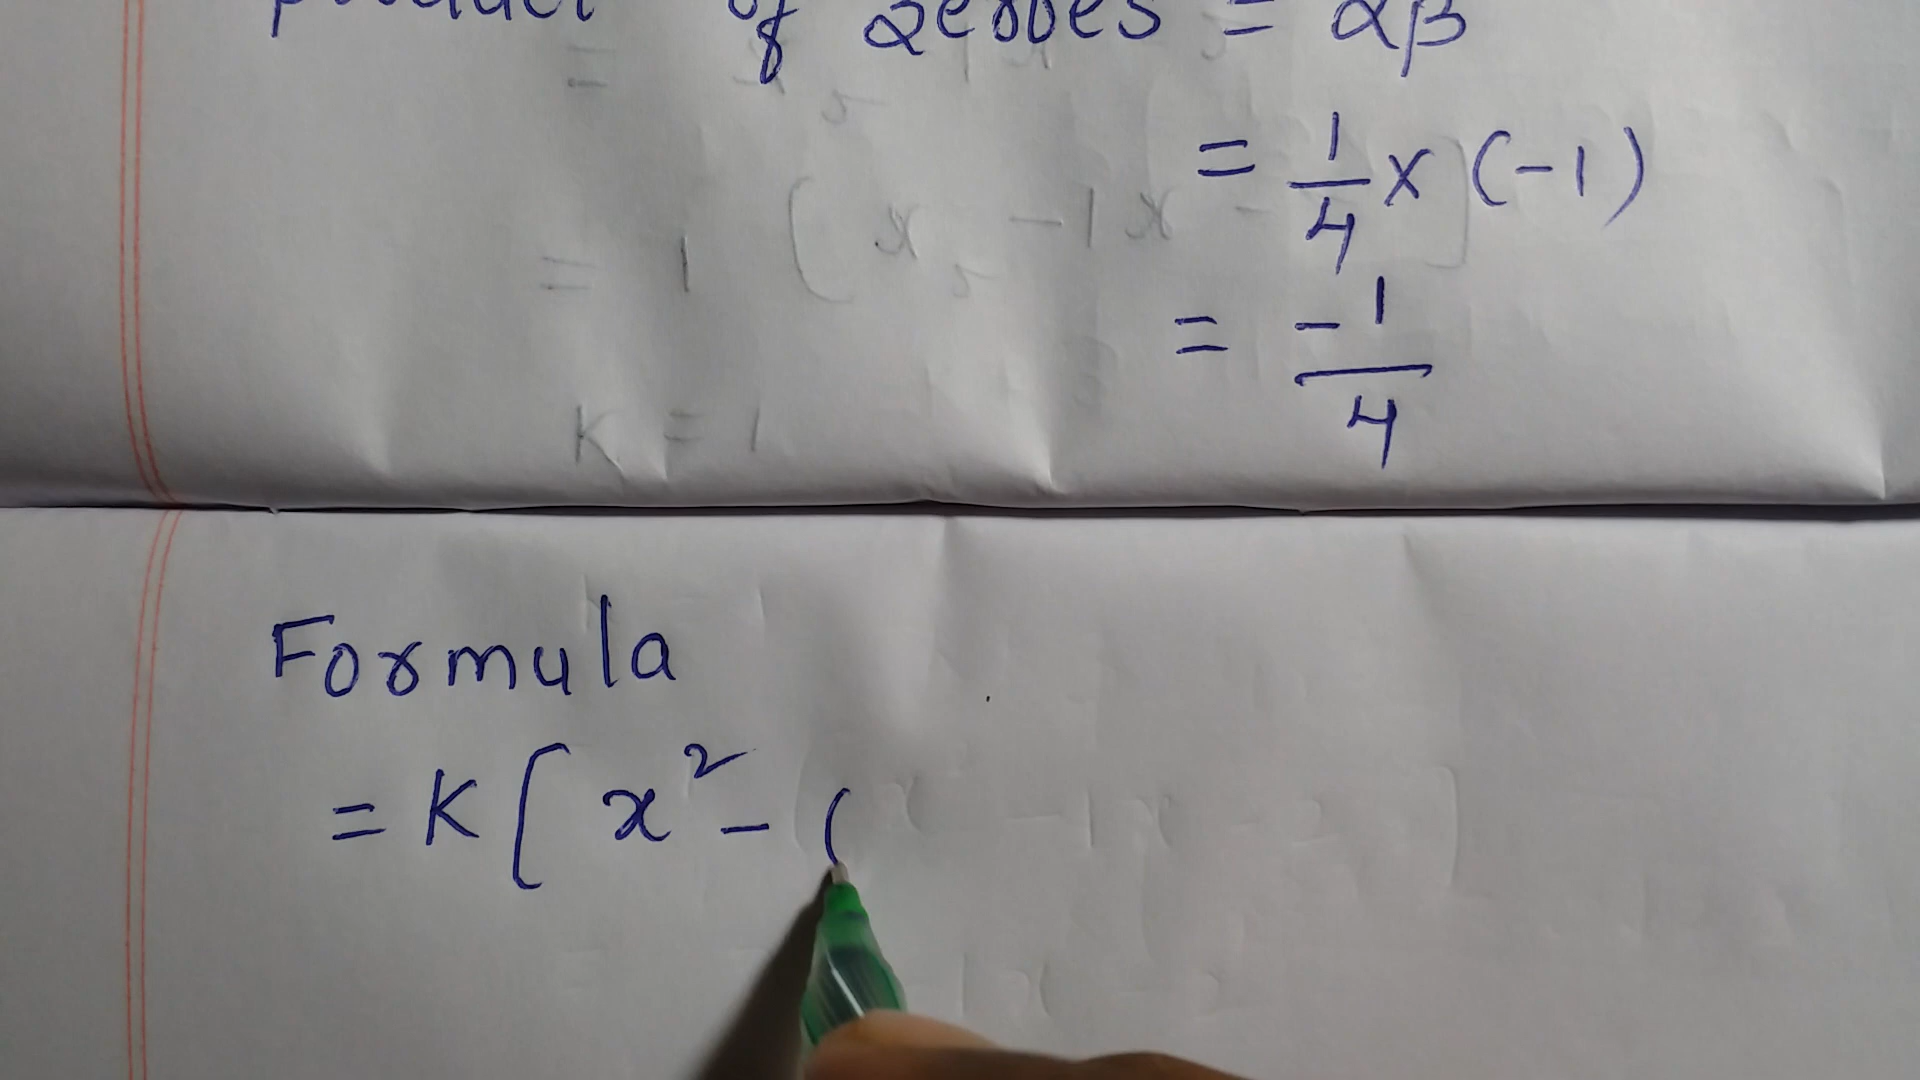 product of zeroes = αβ
= 1/4 x (-1)
= -1/4
Formula
= K [ x² - (